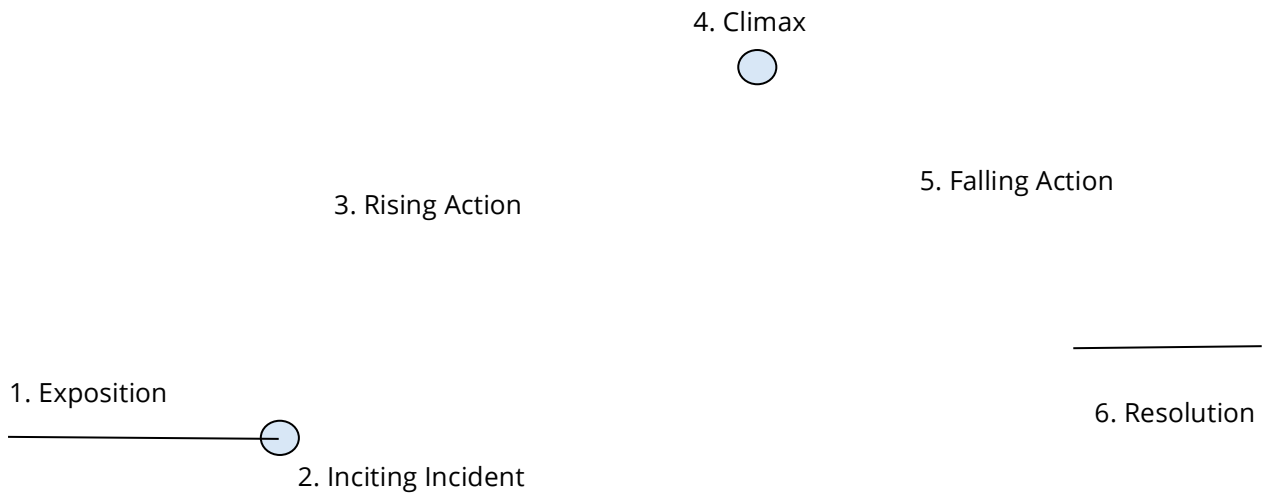 4. Climax
5. Falling Action
3. Rising Action
1. Exposition
6. Resolution
2. Inciting Incident